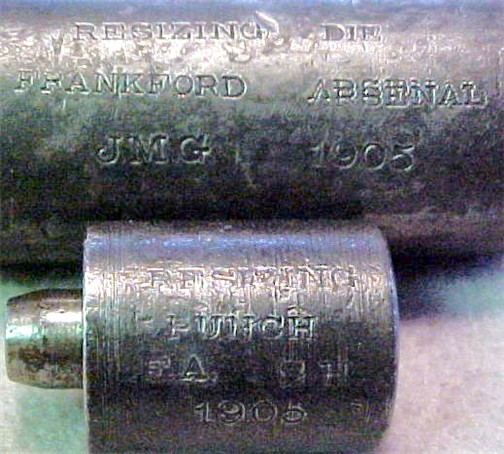 RESIZING DIE
FRANKFORD ARSENAL
JMG 1905
RESIZING
PUNCH
F.A.
1905